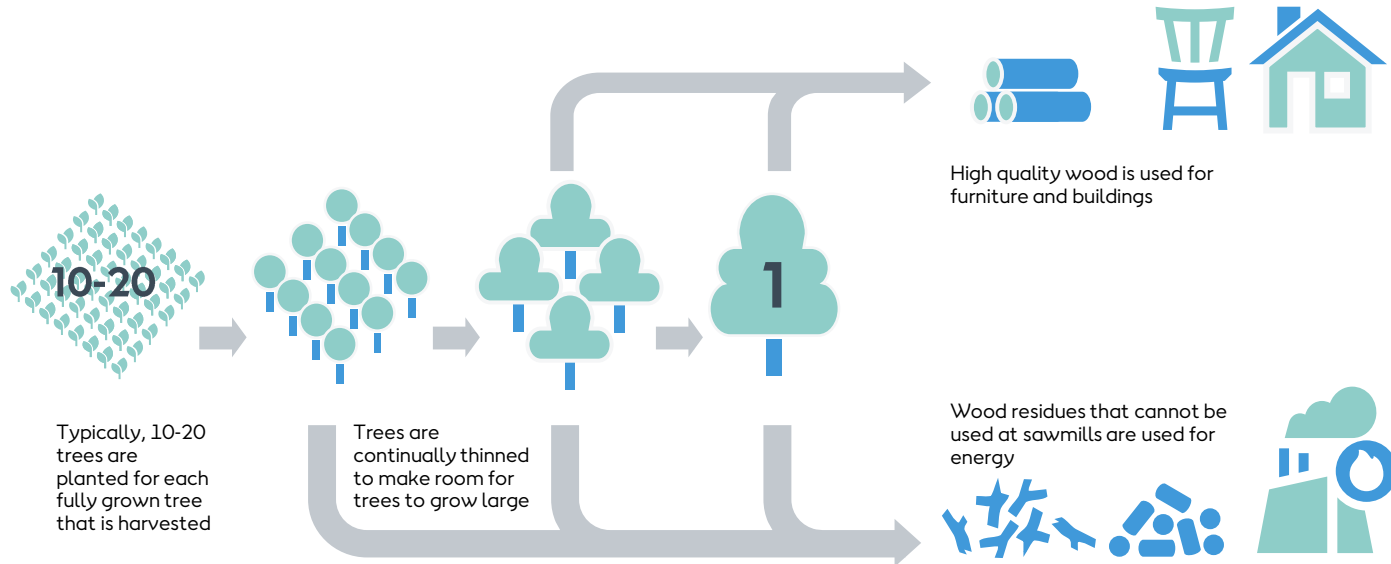 10-20
1
High quality wood is used for
furniture and buildings
Typically, 10-20
trees are
planted for each
fully grown tree
that is harvested
Trees are
continually thinned
to make room for
trees to grow large
Wood residues that cannot be
used at sawmills are used for
energy